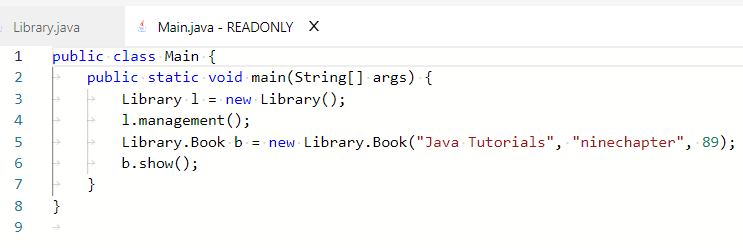 Library.java Main.java - READONLY X
1 public class Main {
2 public static void main(String[] args) {
3 Library l = new Library();
4 l.management();
5 Library.Book b = new Library.Book("Java Tutorials", "ninechapter", 89);
6 b.show();
7 }
8 }
9